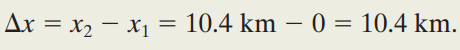 Δx = x₂ − x₁ = 10.4 km − 0 = 10.4 km.